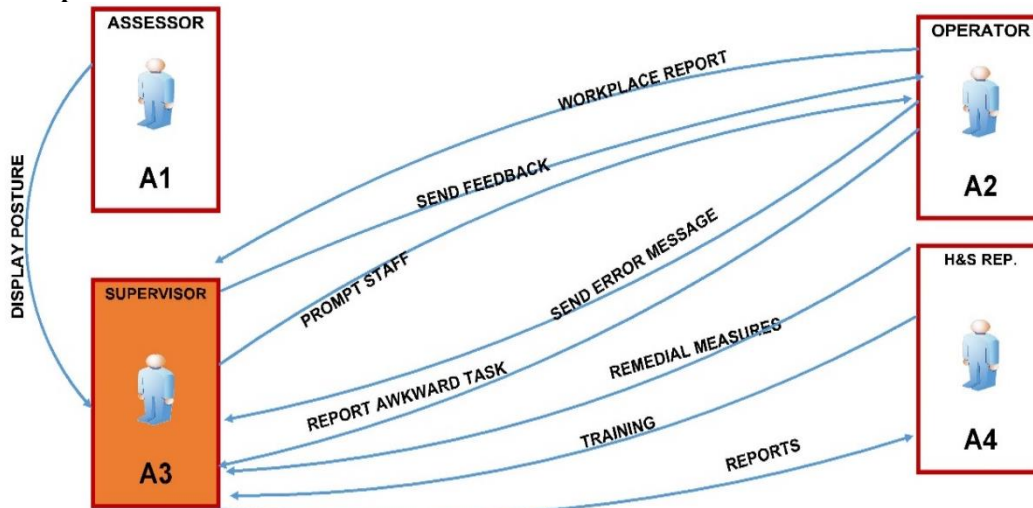 ASSESSOR
A1
OPERATOR
A2
WORKPLACE REPORT
SEND FEEDBACK
DISPLAY POSTURE
PROMPT STAFF
SEND ERROR MESSAGE
SUPERVISOR
A3
H&S REP.
A4
REMEDIAL MEASURES
REPORT AWKWARD TASK
TRAINING
REPORTS